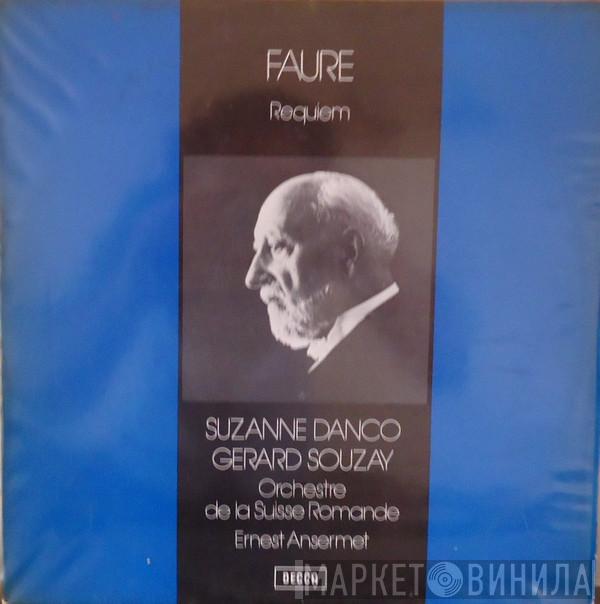 FAURE
Requiem
SUZANNE DANCO
GERARD SOUZAY
Orchestre
de la Suisse Romande
Ernest Ansermet
DECCA
МАРКЕТ ВИНИЛА